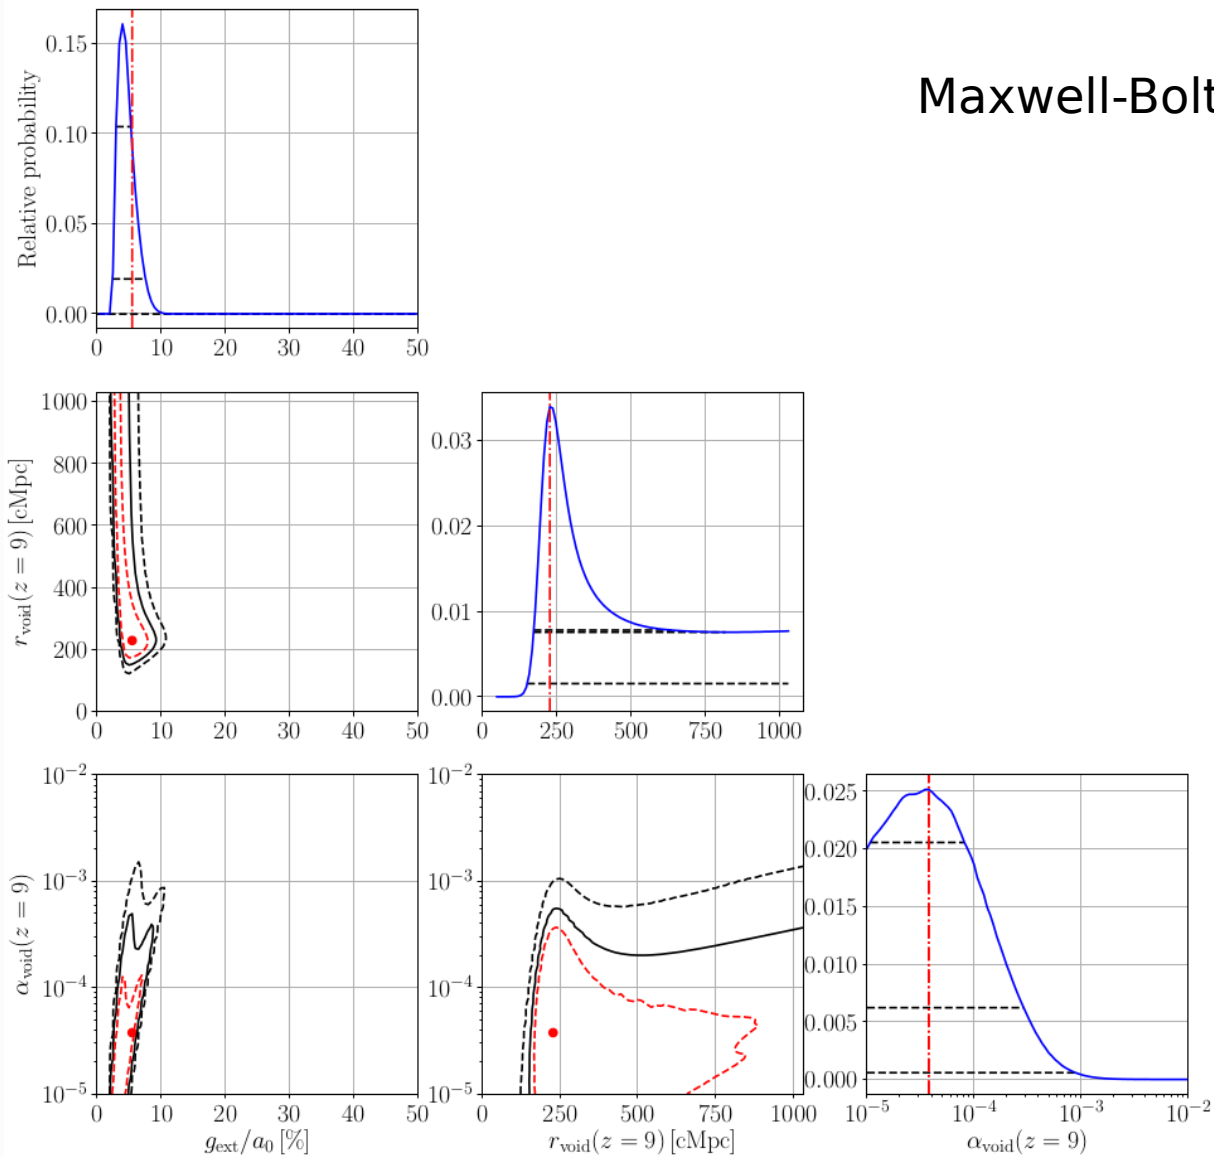 Maxwell-Bolt
Relative probability
0.15
0.10
0.05
0.00
0 10 20 30 40 50
r_void(z = 9) [cMpc]
1000
800
600
400
200
0
0 10 20 30 40 50
0.03
0.02
0.01
0.00
0 250 500 750 1000
α_void(z = 9)
10⁻²
10⁻³
10⁻⁴
10⁻⁵
0 10 20 30 40 50
g_ext/a₀ [%]
10⁻²
10⁻³
10⁻⁴
10⁻⁵
0 250 500 750 1000
r_void(z = 9) [cMpc]
0.025
0.020
0.015
0.010
0.005
0.000
10⁻⁵ 10⁻⁴ 10⁻³ 10⁻²
α_void(z = 9)